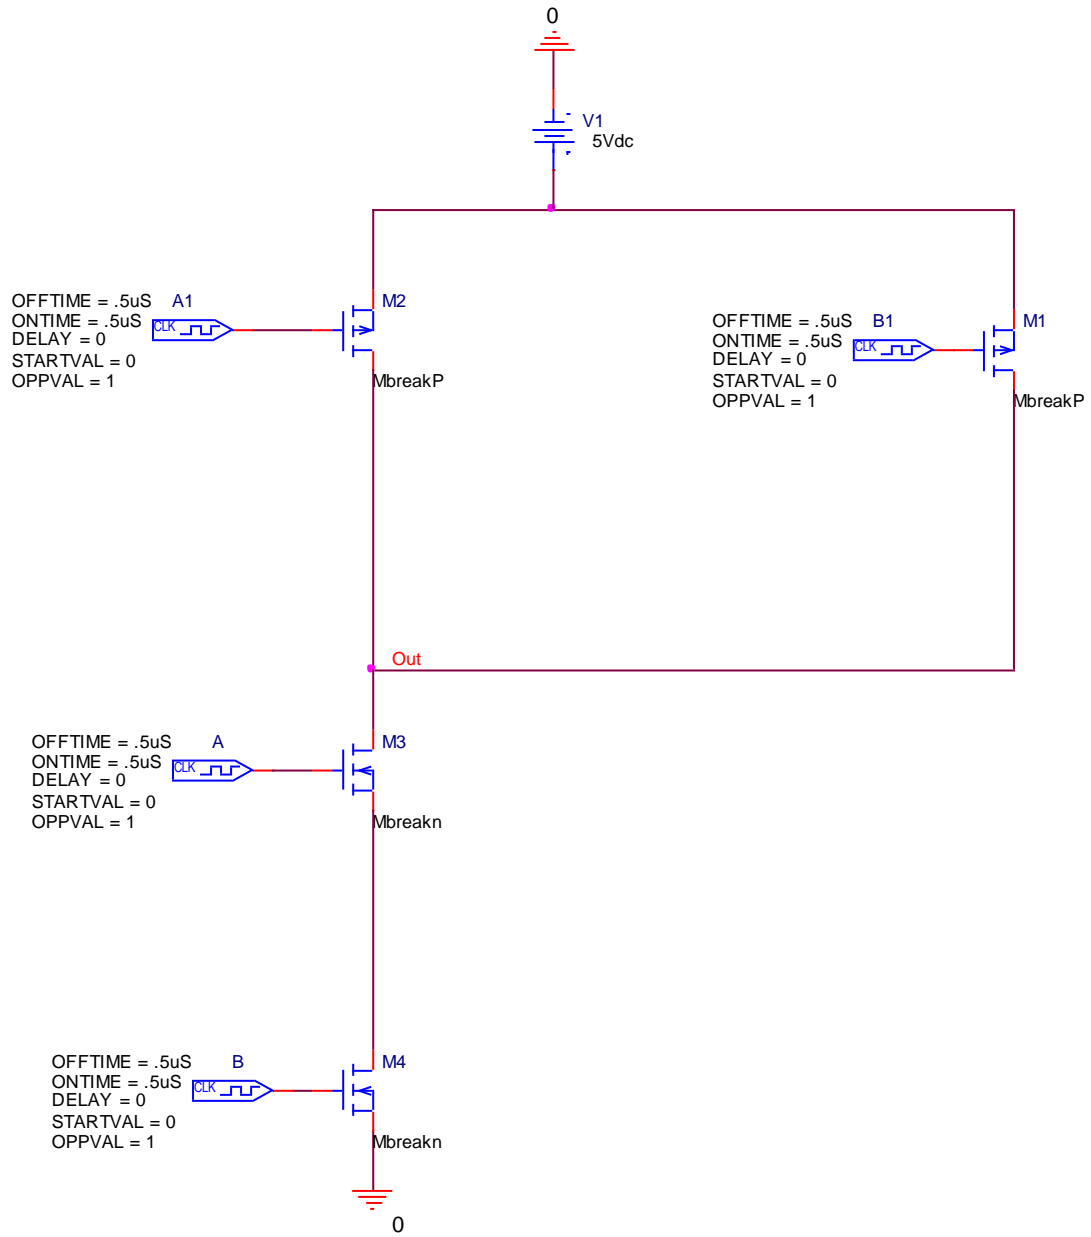 0
V1
5Vdc
OFFTIME = .5uS A1
ONTIME = .5uS
CLK
DELAY = 0
STARTVAL = 0
OPPVAL = 1
M2
MbreakP
OFFTIME = .5uS B1
ONTIME = .5uS
CLK
DELAY = 0
STARTVAL = 0
OPPVAL = 1
M1
MbreakP
Out
OFFTIME = .5uS A
ONTIME = .5uS
CLK
DELAY = 0
STARTVAL = 0
OPPVAL = 1
M3
Mbreakn
OFFTIME = .5uS B
ONTIME = .5uS
CLK
DELAY = 0
STARTVAL = 0
OPPVAL = 1
M4
Mbreakn
0